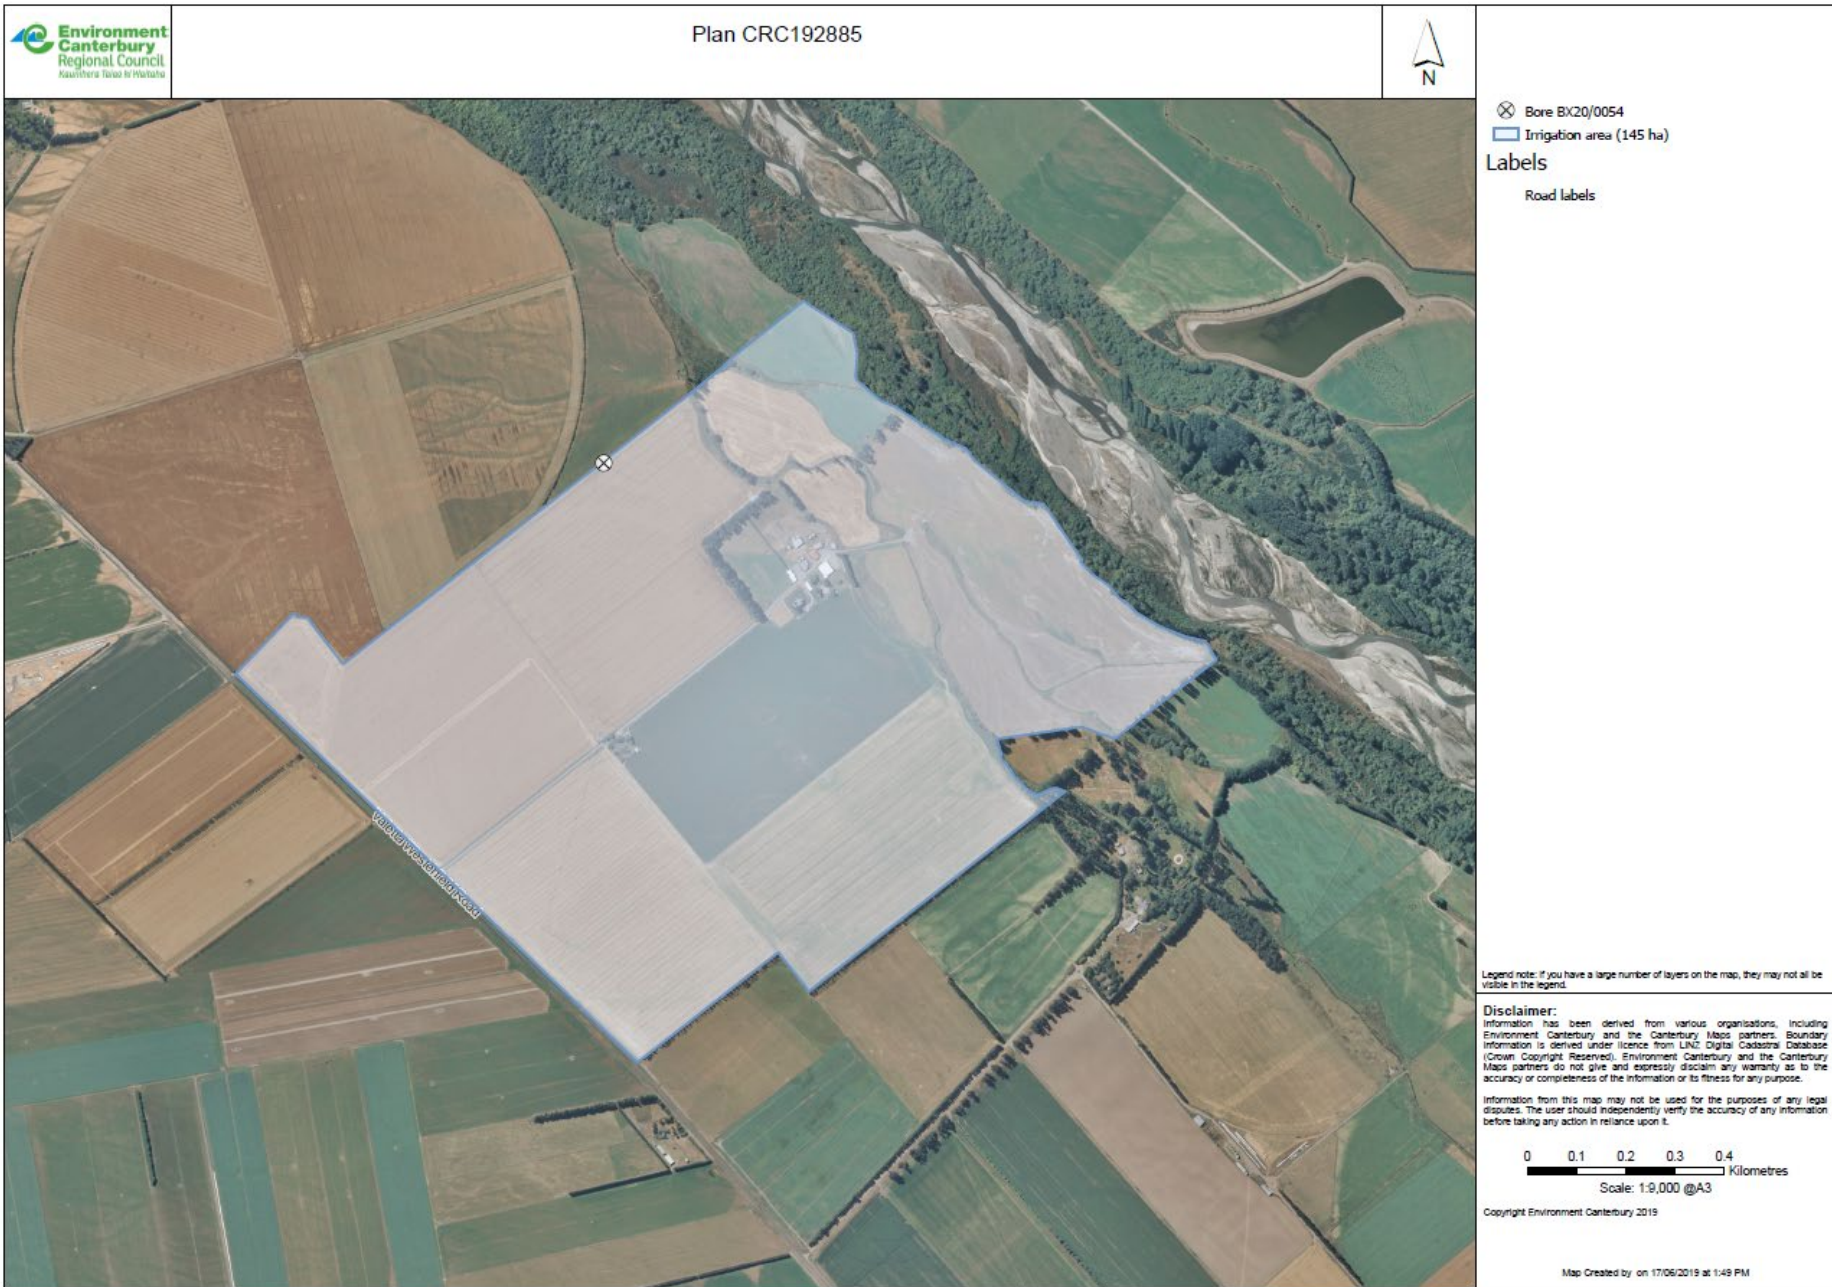 Environment
Canterbury
Regional Council
Kaunihera Taiao ki Waitaha
Plan CRC192885
N
Bore BX20/0054
Irrigation area (145 ha)
Labels
Road labels
Valetta Westerfield Road
Legend note: If you have a large number of layers on the map, they may not all be
visible in the legend.
Disclaimer:
Information has been derived from various organisations, including
Environment Canterbury and the Canterbury Maps partners. Boundary
information is derived under licence from LINZ Digital Cadastral Database
(Crown Copyright Reserved). Environment Canterbury and the Canterbury
Maps partners do not give and expressly disclaim any warranty as to the
accuracy or completeness of the information or its fitness for any purpose.
Information from this map may not be used for the purposes of any legal
disputes. The user should independently verify the accuracy of any information
before taking any action in reliance upon it.
0 0.1 0.2 0.3 0.4
Kilometres
Scale: 1:9,000 @A3
Copyright Environment Canterbury 2019
Map Created by on 17/06/2019 at 1:49 PM